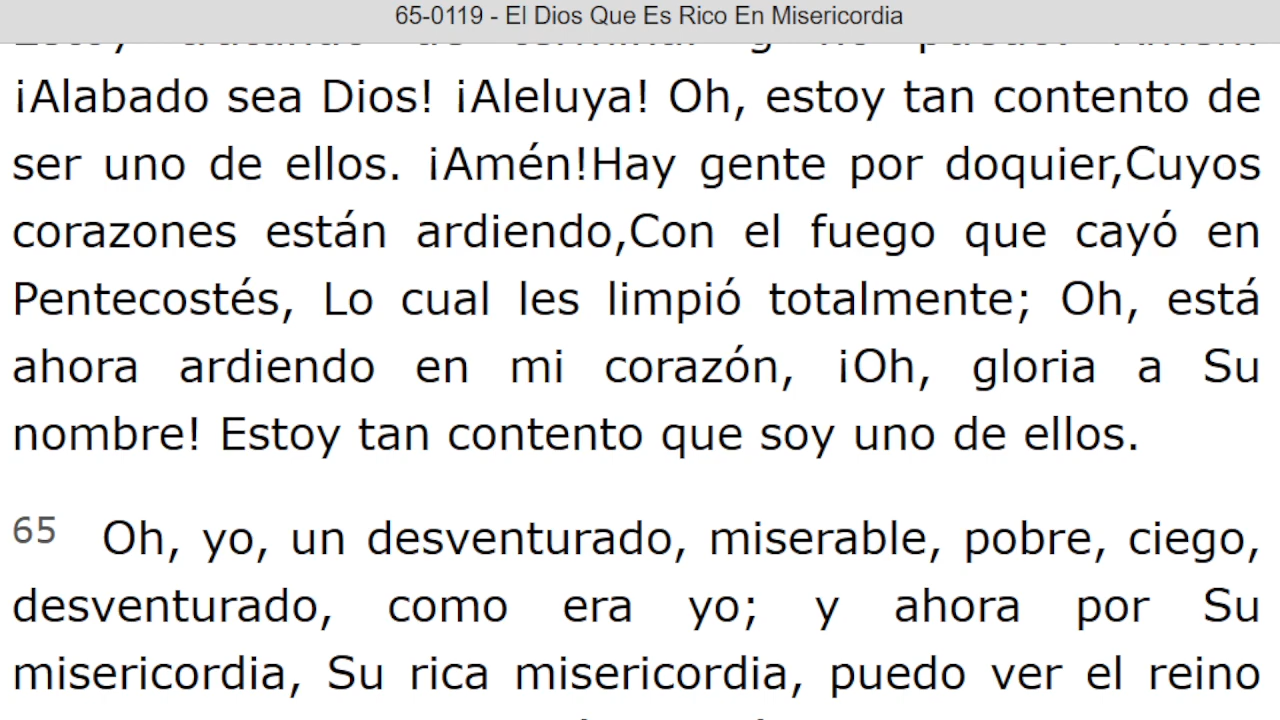 65-0119 - El Dios Que Es Rico En Misericordia
¡Alabado sea Dios! ¡Aleluya! Oh, estoy tan contento de
ser uno de ellos. ¡Amén!Hay gente por doquier,Cuyos
corazones están ardiendo,Con el fuego que cayó en
Pentecostés, Lo cual les limpió totalmente; Oh, está
ahora ardiendo en mi corazón, ¡Oh, gloria a Su
nombre! Estoy tan contento que soy uno de ellos.
65 Oh, yo, un desventurado, miserable, pobre, ciego,
desventurado, como era yo; y ahora por Su
misericordia, Su rica misericordia, puedo ver el reino